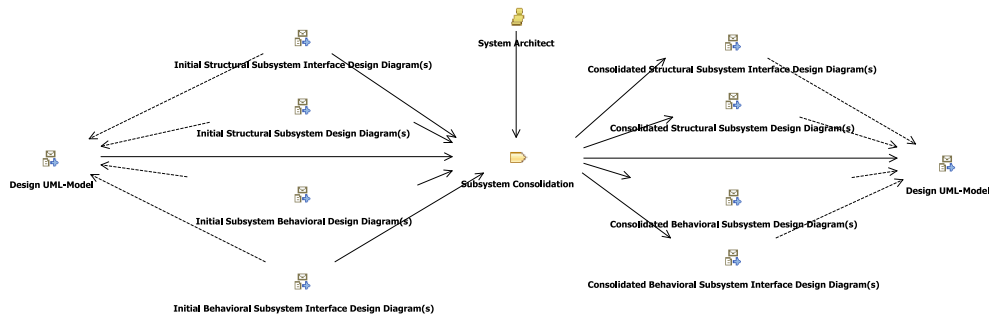 System Architect
Initial Structural Subsystem Interface Design Diagram(s)
Consolidated Structural Subsystem Interface Design Diagram(s)
Initial Structural Subsystem Design Diagram(s)
Consolidated Structural Subsystem Design Diagram(s)
Design UML-Model
Subsystem Consolidation
Design UML-Model
Initial Subsystem Behavioral Design Diagram(s)
Consolidated Behavioral Subsystem Design Diagram(s)
Initial Behavioral Subsystem Interface Design Diagram(s)
Consolidated Behavioral Subsystem Interface Design Diagram(s)